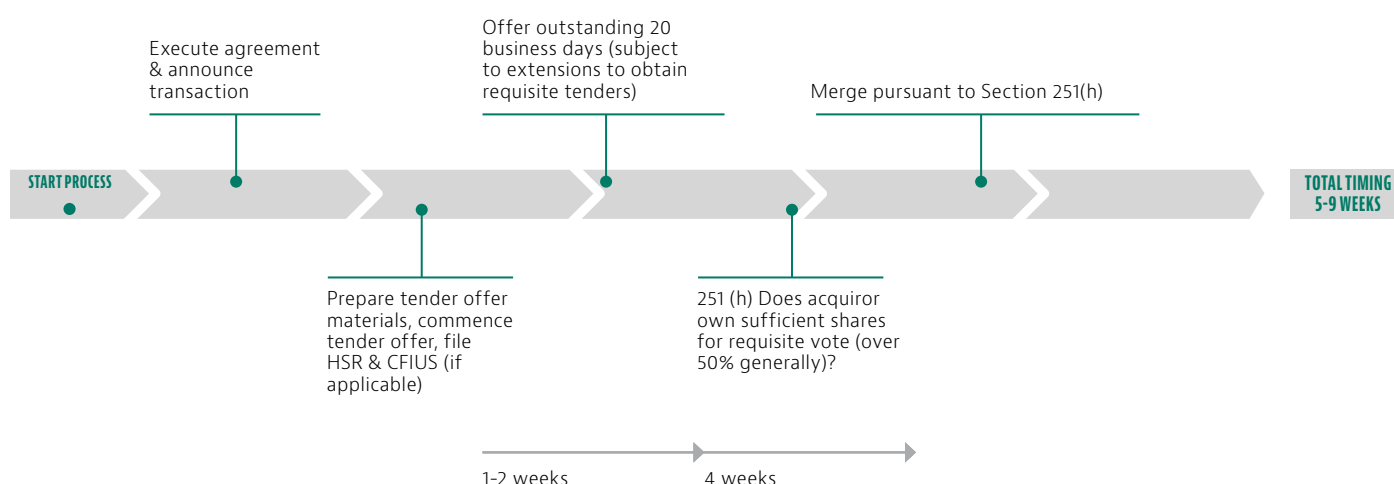 Execute agreement
& announce
transaction
Offer outstanding 20
business days (subject
to extensions to obtain
requisite tenders)
Merge pursuant to Section 251(h)
START PROCESS
TOTAL TIMING
5-9 WEEKS
Prepare tender offer
materials, commence
tender offer, file
HSR & CFIUS (if
applicable)
251 (h) Does acquiror
own sufficient shares
for requisite vote (over
50% generally)?
1-2 weeks
4 weeks